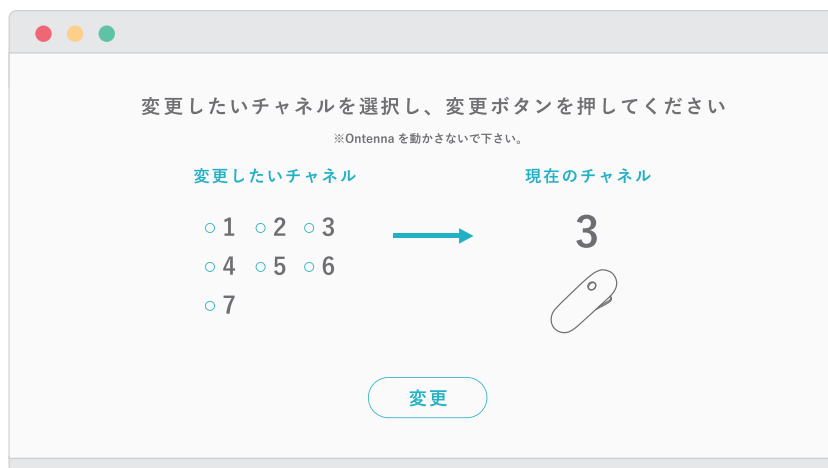 変更したいチャネルを選択し、変更ボタンを押してください
※Ontenna を動かさないで下さい。
変更したいチャネル
現在のチャネル
1 2 3
4 5 6
7
3
変更